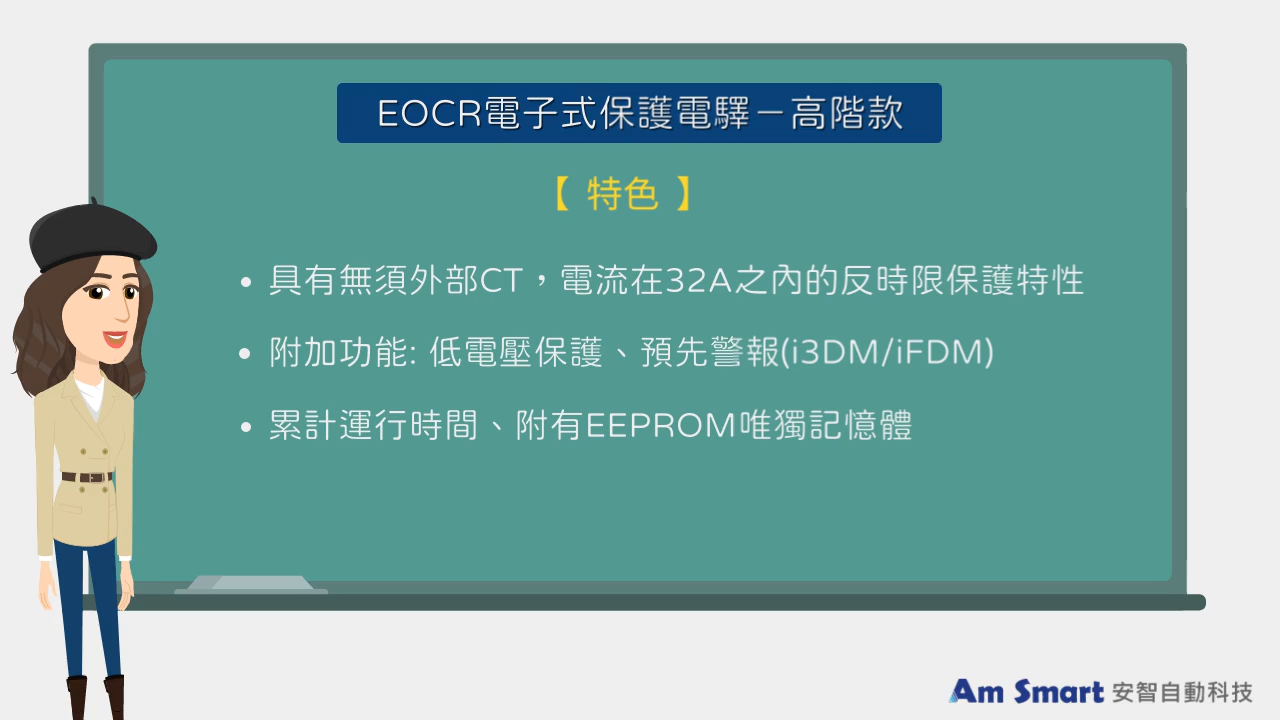 EOCR電子式保護電驛－高階款
【 特色 】
• 具有無須外部CT，電流在32A之內的反時限保護特性
• 附加功能: 低電壓保護、預先警報(i3DM/iFDM)
• 累計運行時間、附有EEPROM唯獨記憶體
Am Smart 安智自動科技